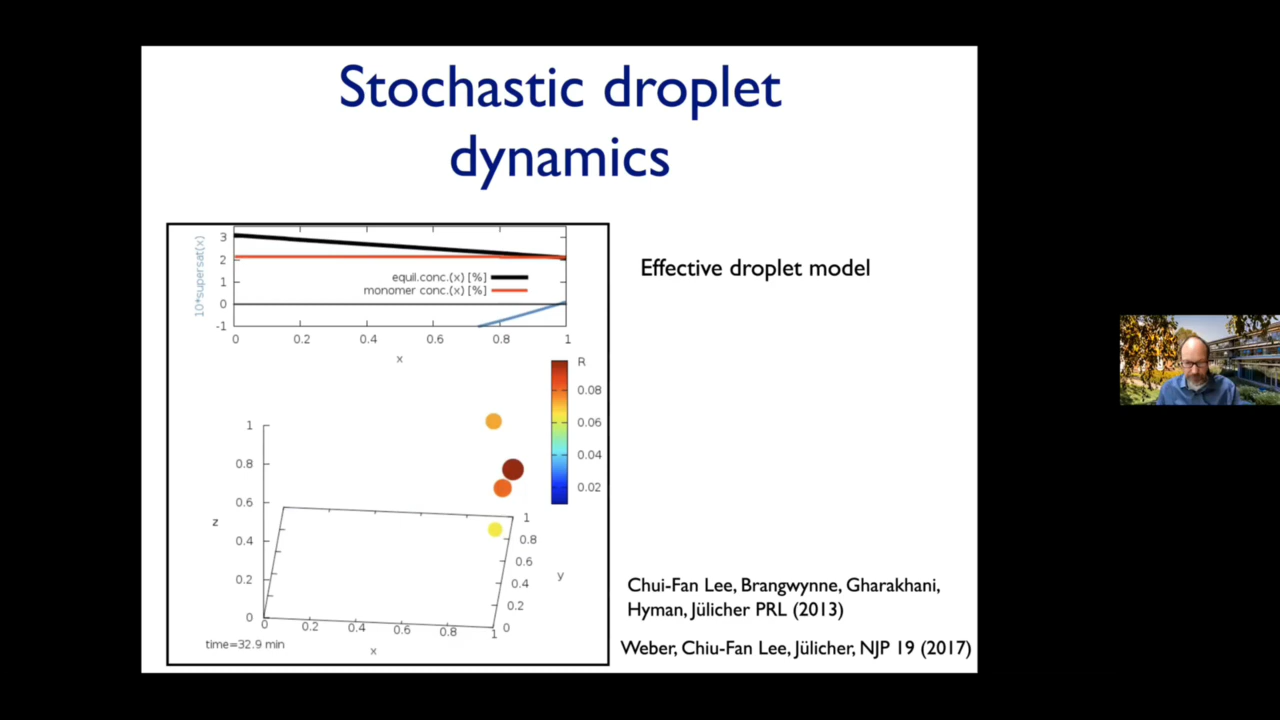 Stochastic droplet
dynamics
10*supersat(x)
3
2
1
0
-1
equil.conc.(x) [%]
monomer conc.(x) [%]
0
0.2
0.4
0.6
0.8
1
x
Effective droplet model
R
0.08
0.06
0.04
0.02
1
0.8
0.6
0.4
0.2
0
z
0
0.2
0.4
0.6
0.8
1
x
1
0.8
0.6
0.4
0.2
0
y
time=32.9 min
Chui-Fan Lee, Brangwynne, Gharakhani,
Hyman, Jülicher PRL (2013)
Weber, Chiu-Fan Lee, Jülicher, NJP 19 (2017)